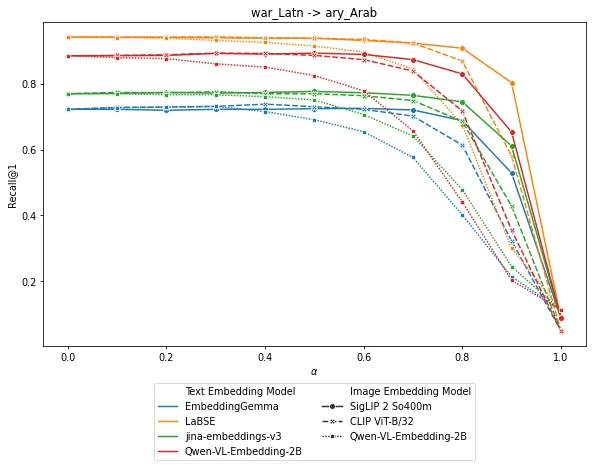 war_Latn -> ary_Arab
Recall@1
0.8
0.6
0.4
0.2
0.0 0.2 0.4 0.6 0.8 1.0
α
Text Embedding Model
EmbeddingGemma
LaBSE
jina-embeddings-v3
Qwen-VL-Embedding-2B
Image Embedding Model
SigLIP 2 So400m
CLIP ViT-B/32
Qwen-VL-Embedding-2B